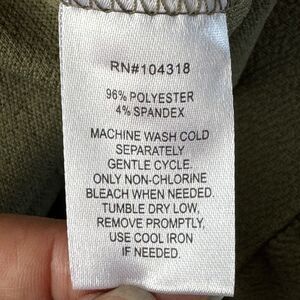 RN#104318
96% POLYESTER
4% SPANDEX
MACHINE WASH COLD
SEPARATELY
GENTLE CYCLE.
ONLY NON-CHLORINE
BLEACH WHEN NEEDED.
TUMBLE DRY LOW,
REMOVE PROMPTLY,
USE COOL IRON
IF NEEDED.